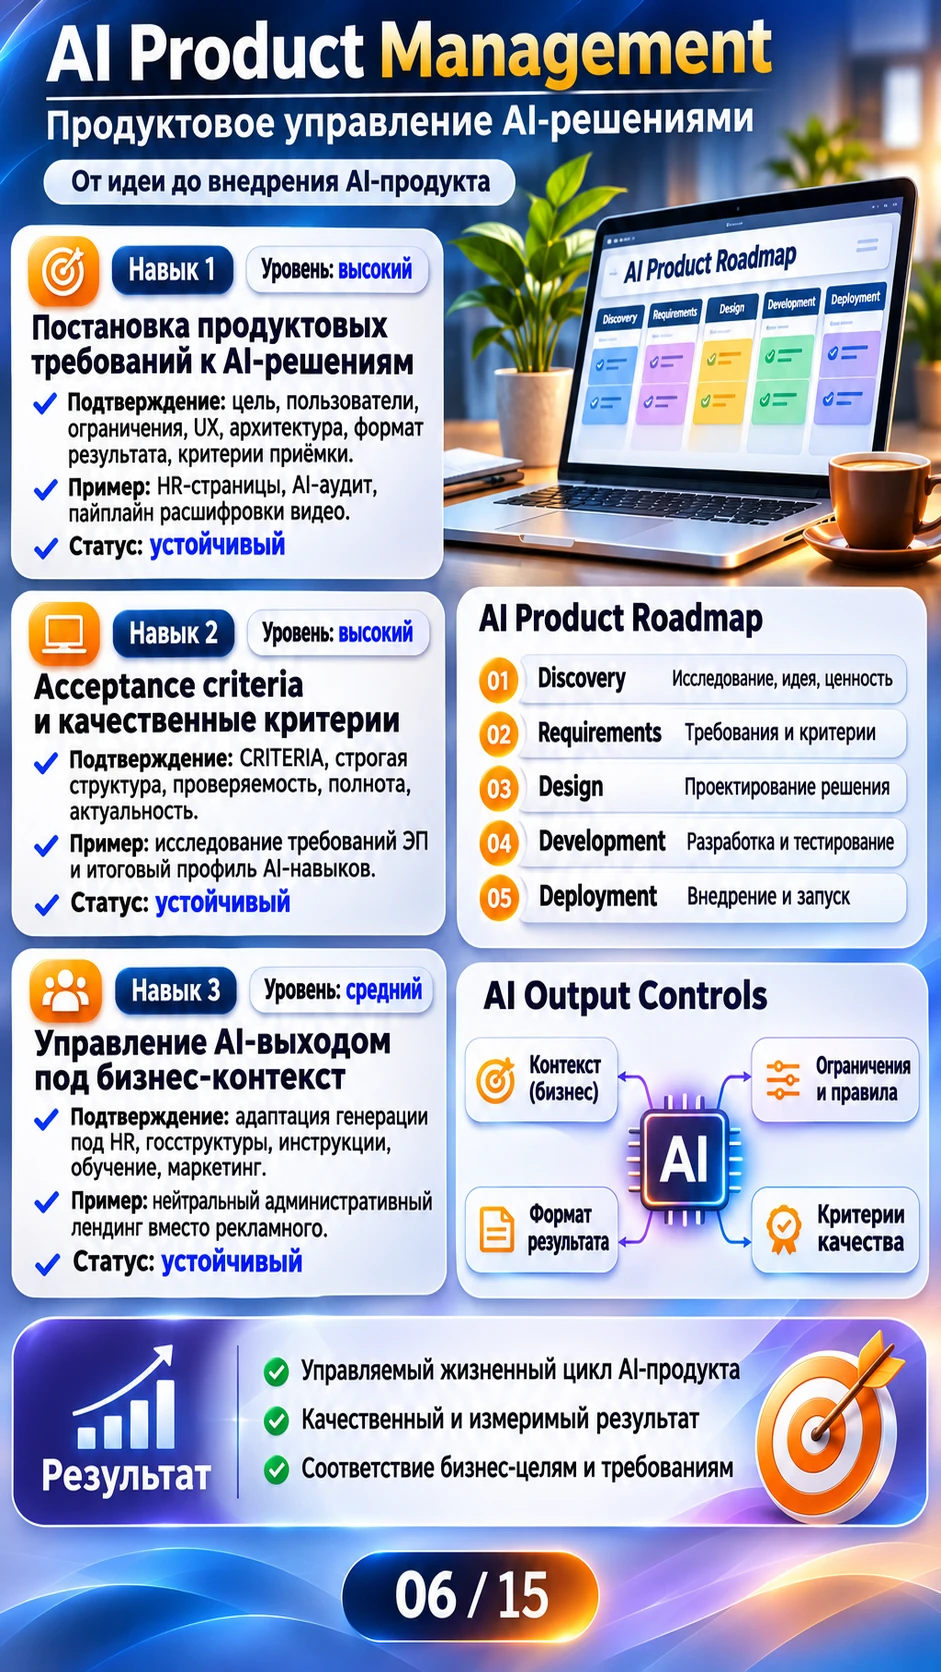 AI Product Management
Продуктовое управление AI-решениями
От идеи до внедрения AI-продукта
Навык 1
Уровень: высокий
Постановка продуктовых
требований к AI-решениям
Подтверждение: цель, пользователи,
ограничения, UX, архитектура, формат
результата, критерии приёмки.
Пример: HR-страницы, AI-аудит,
пайплайн расшифровки видео.
Статус: устойчивый
AI Product Roadmap
Discovery
Requirements
Design
Development
Deployment
Навык 2
Уровень: высокий
Acceptance criteria
и качественные критерии
Подтверждение: CRITERIA, строгая
структура, проверяемость, полнота,
актуальность.
Пример: исследование требований ЭП
и итоговый профиль AI-навыков.
Статус: устойчивый
AI Product Roadmap
01 Discovery Исследование, идея, ценность
02 Requirements Требования и критерии
03 Design Проектирование решения
04 Development Разработка и тестирование
05 Deployment Внедрение и запуск
Навык 3
Уровень: средний
Управление AI-выходом
под бизнес-контекст
Подтверждение: адаптация генерации
под HR, госструктуры, инструкции,
обучение, маркетинг.
Пример: нейтральный административный
лендинг вместо рекламного.
Статус: устойчивый
AI Output Controls
Контекст
(бизнес)
Ограничения
и правила
AI
Формат
результата
Критерии
качества
Результат
Управляемый жизненный цикл AI-продукта
Качественный и измеримый результат
Соответствие бизнес-целям и требованиям
06 / 15